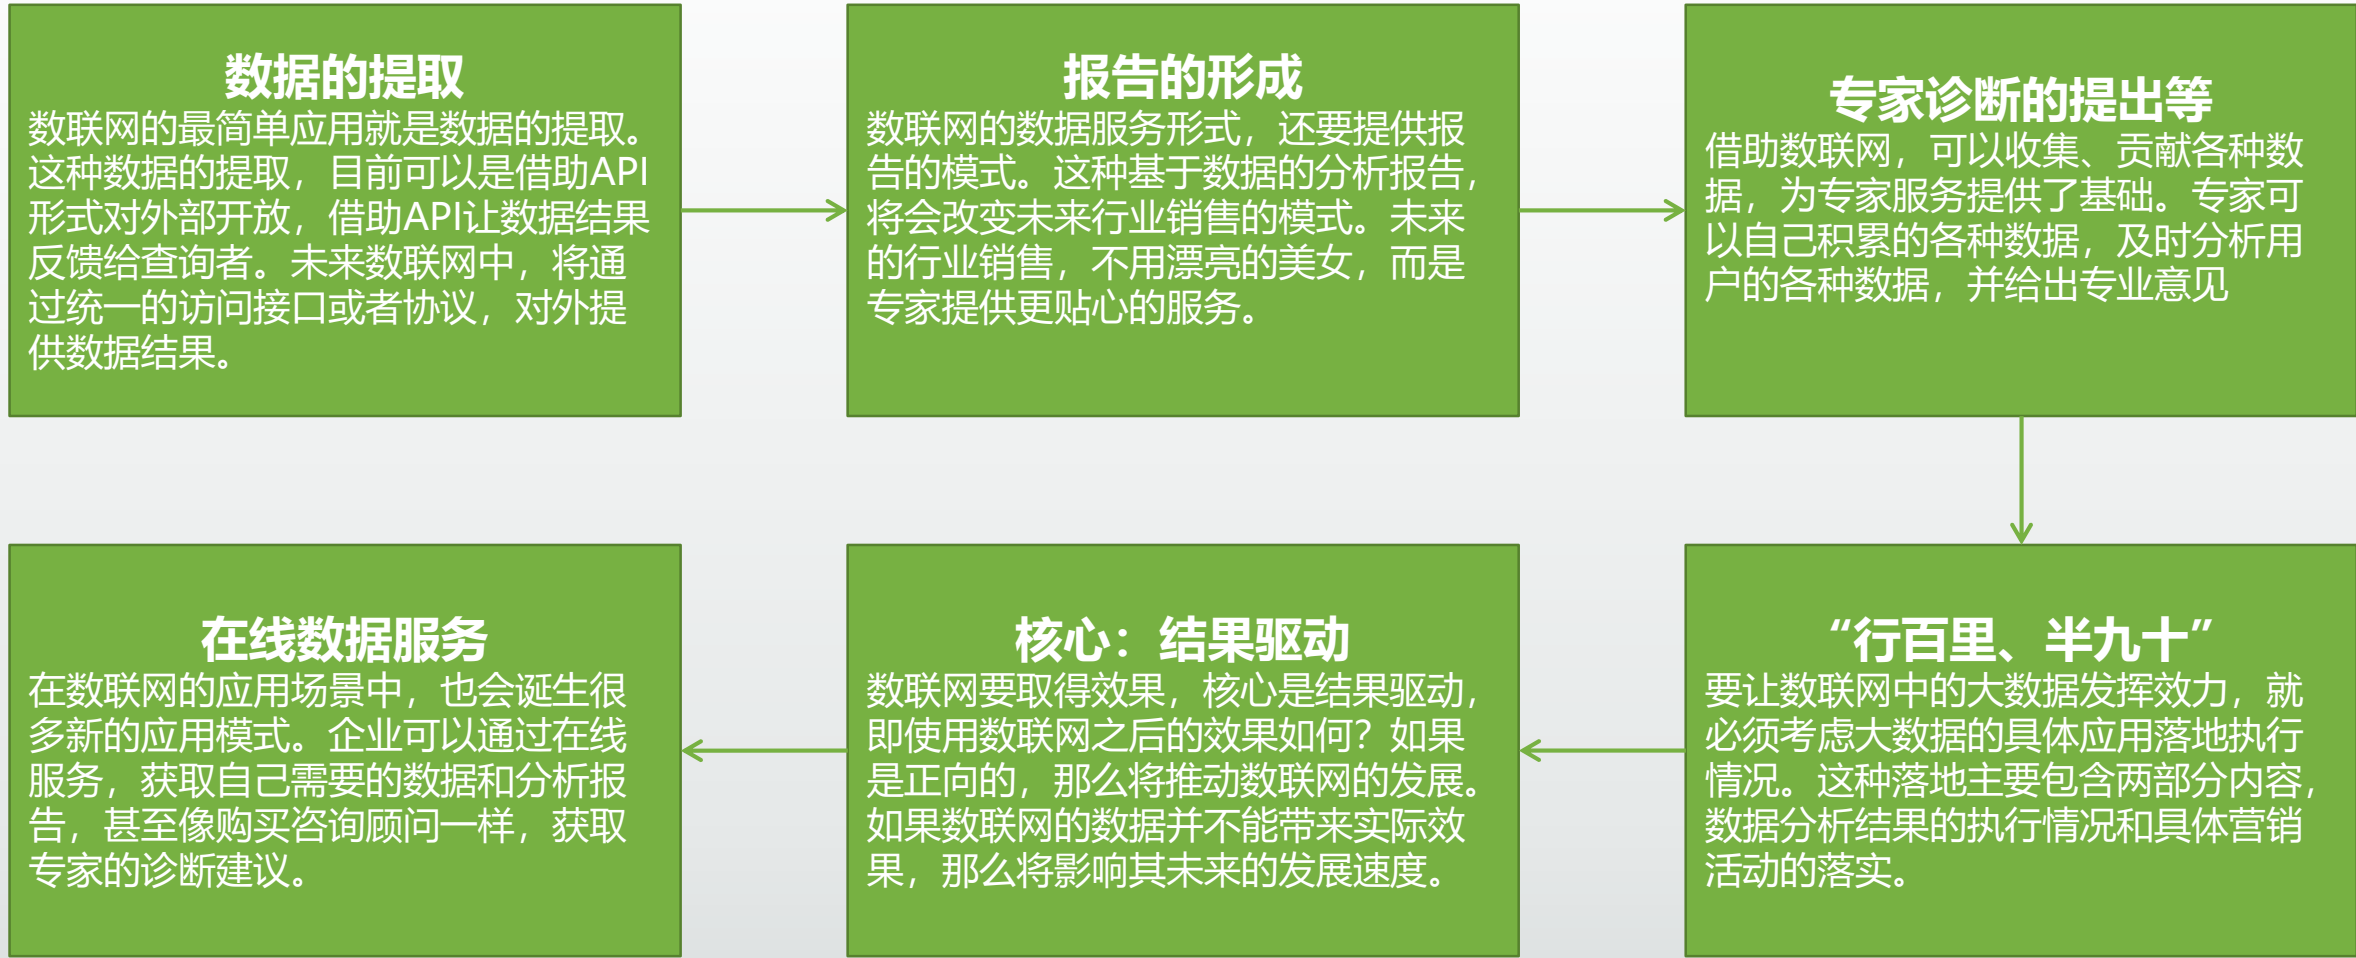 数据的提取
数联网的最简单应用就是数据的提取。
这种数据的提取，目前可以是借助API
形式对外部开放，借助API让数据结果
反馈给查询者。未来数联网中，将通
过统一的访问接口或者协议，对外提
供数据结果。
报告的形成
数联网的数据服务形式，还要提供报
告的模式。这种基于数据的分析报告，
将会改变未来行业销售的模式。未来
的行业销售，不用漂亮的美女，而是
专家提供更贴心的服务。
专家诊断的提出等
借助数联网，可以收集、贡献各种数
据，为专家服务提供了基础。专家可
以自己积累的各种数据，及时分析用
户的各种数据，并给出专业意见
“行百里、半九十”
要让数联网中的大数据发挥效力，就
必须考虑大数据的具体应用落地执行
情况。这种落地主要包含两部分内容，
数据分析结果的执行情况和具体营销
活动的落实。
核心：结果驱动
数联网要取得效果，核心是结果驱动，
即使用数联网之后的效果如何？如果
是正向的，那么将推动数联网的发展。
如果数联网的数据并不能带来实际效
果，那么将影响其未来的发展速度。
在线数据服务
在数联网的应用场景中，也会诞生很
多新的应用模式。企业可以通过在线
服务，获取自己需要的数据和分析报
告，甚至像购买咨询顾问一样，获取
专家的诊断建议。